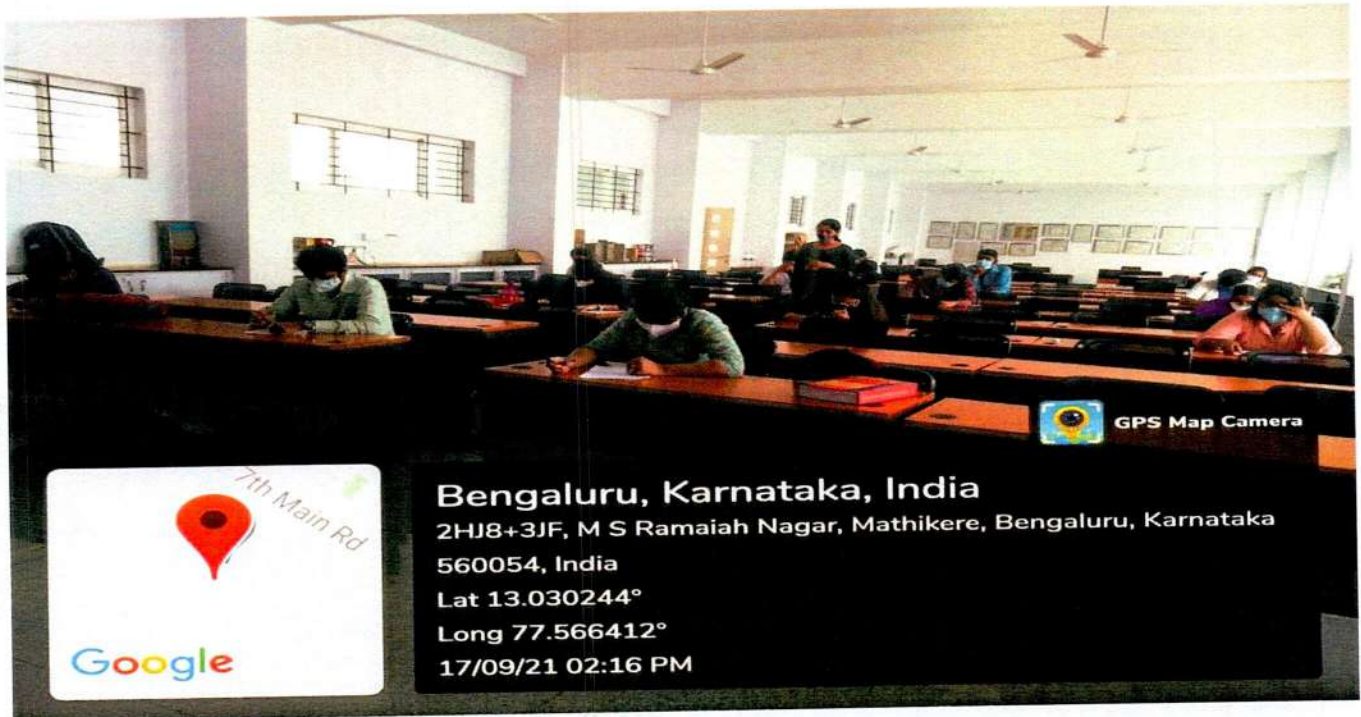 GPS Map Camera
7th Main Rd
Google
Bengaluru, Karnataka, India
2HJ8+3JF, M S Ramaiah Nagar, Mathikere, Bengaluru, Karnataka
560054, India
Lat 13.030244°
Long 77.566412°
17/09/21 02:16 PM